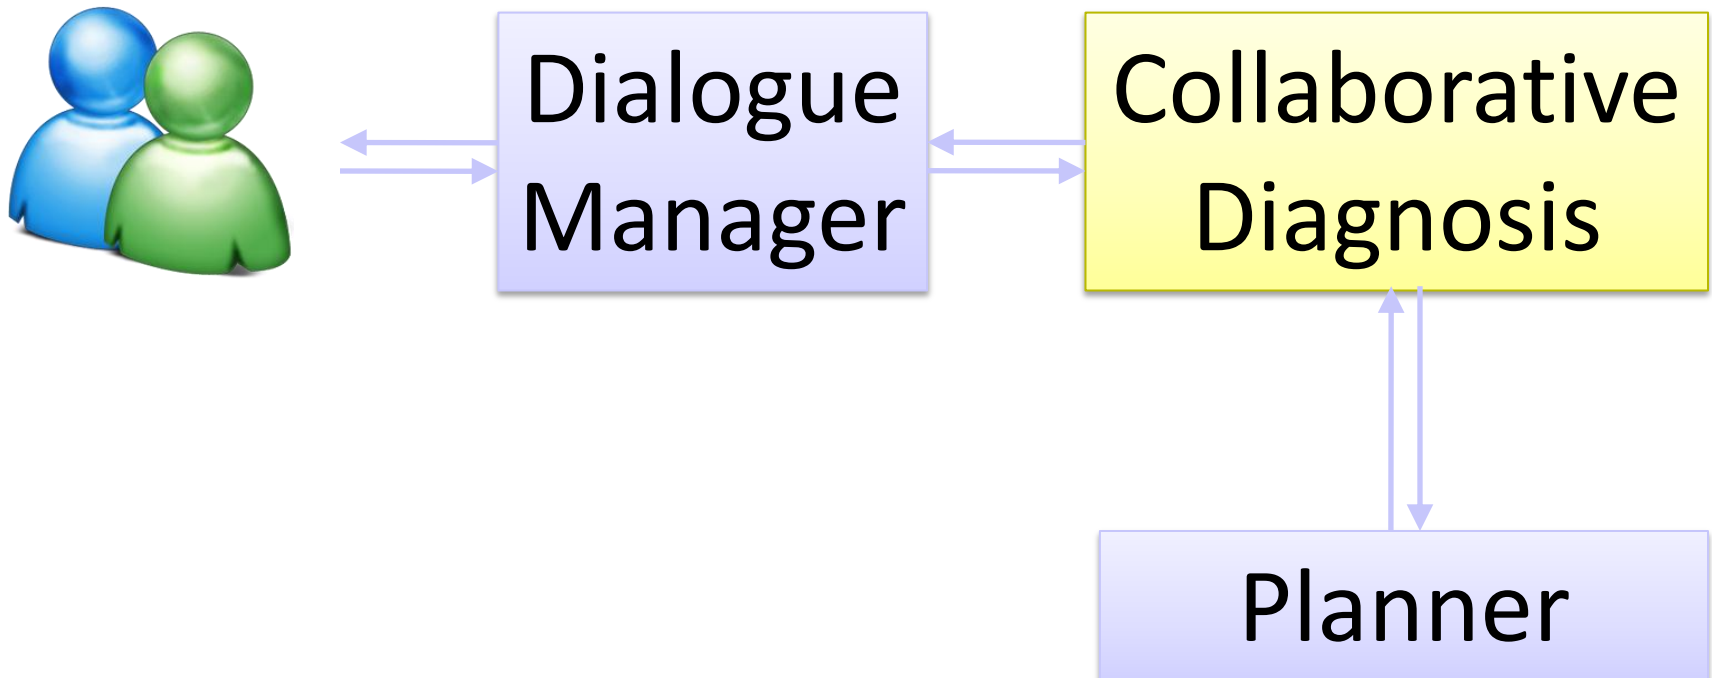 Dialogue
Manager
Collaborative
Diagnosis
Planner